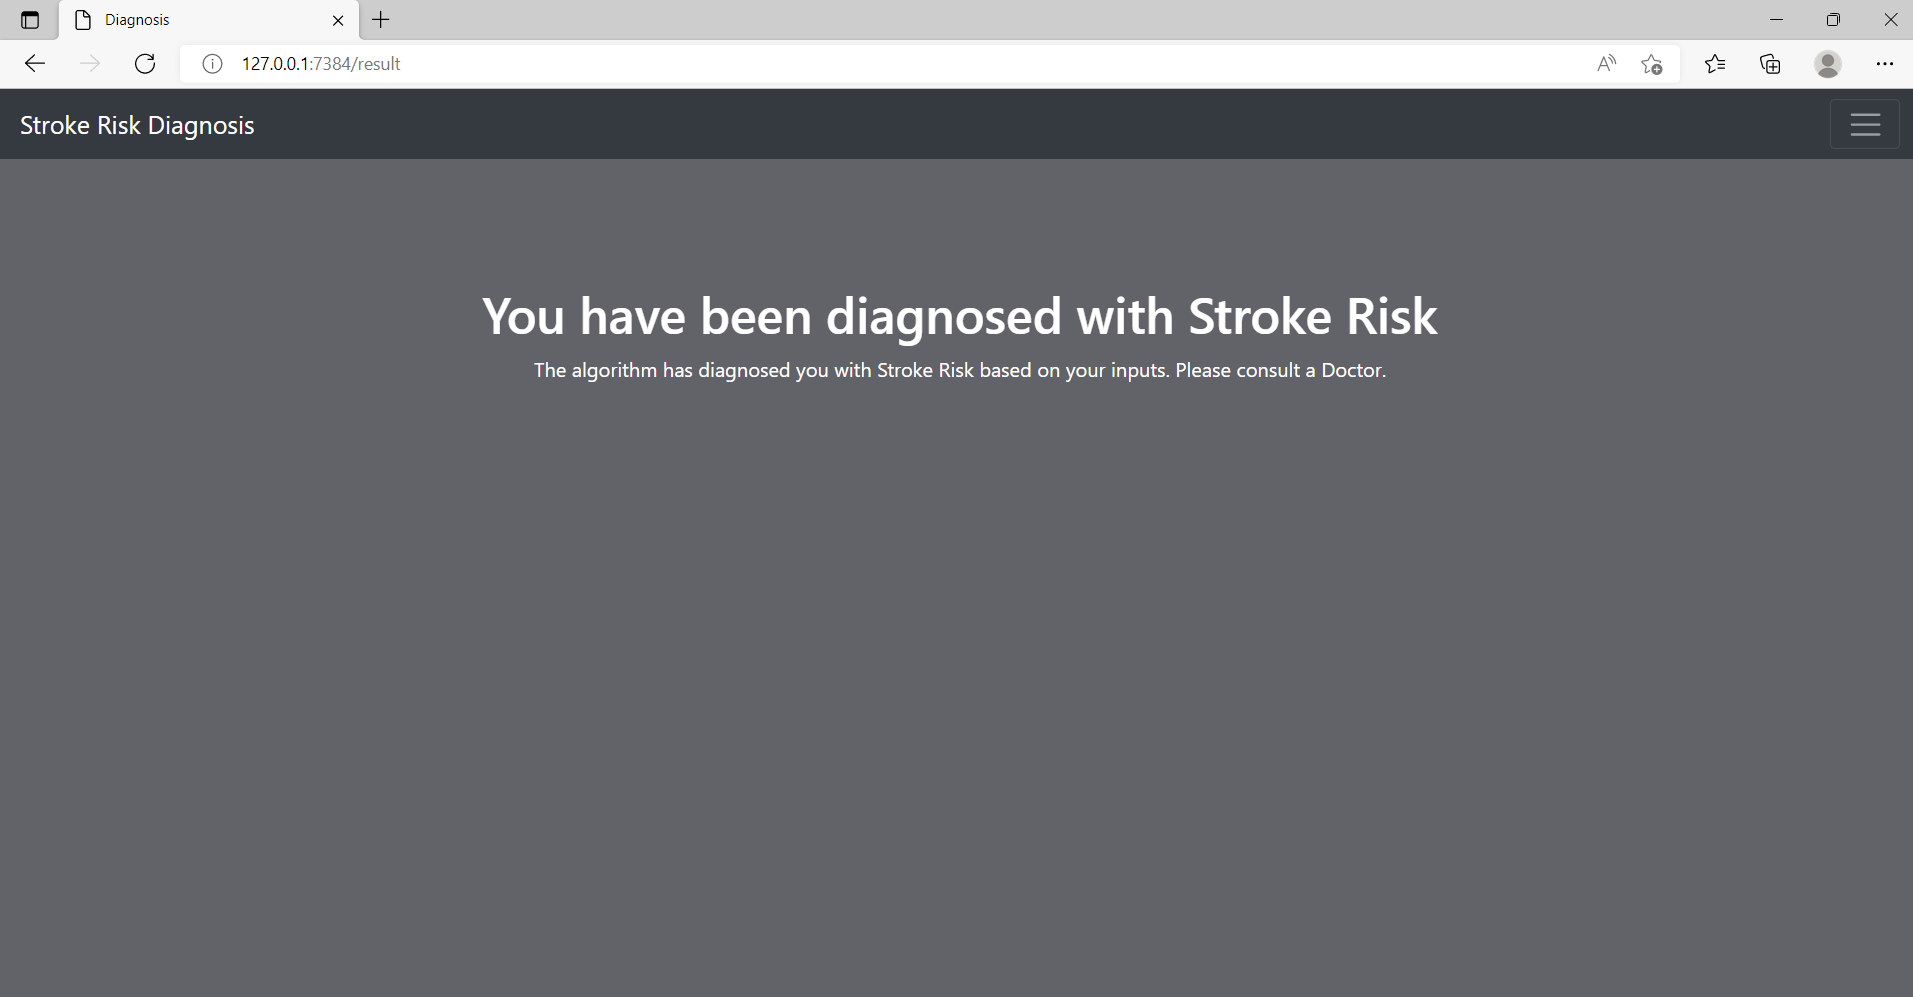 Diagnosis
127.0.0.1:7384/result
Stroke Risk Diagnosis
You have been diagnosed with Stroke Risk
The algorithm has diagnosed you with Stroke Risk based on your inputs. Please consult a Doctor.